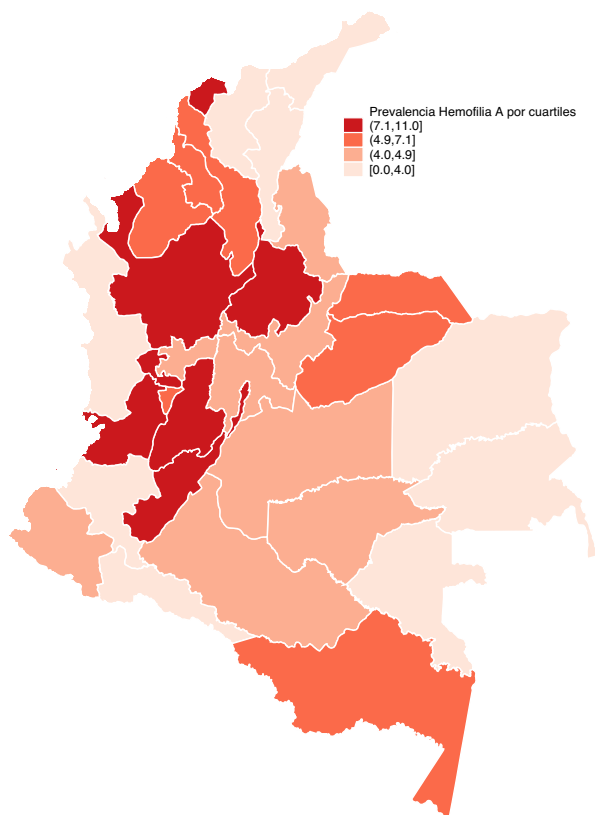 Prevalencia Hemofilia A por cuartiles
(7.1,11.0]
(4.9,7.1]
(4.0,4.9]
[0.0,4.0]